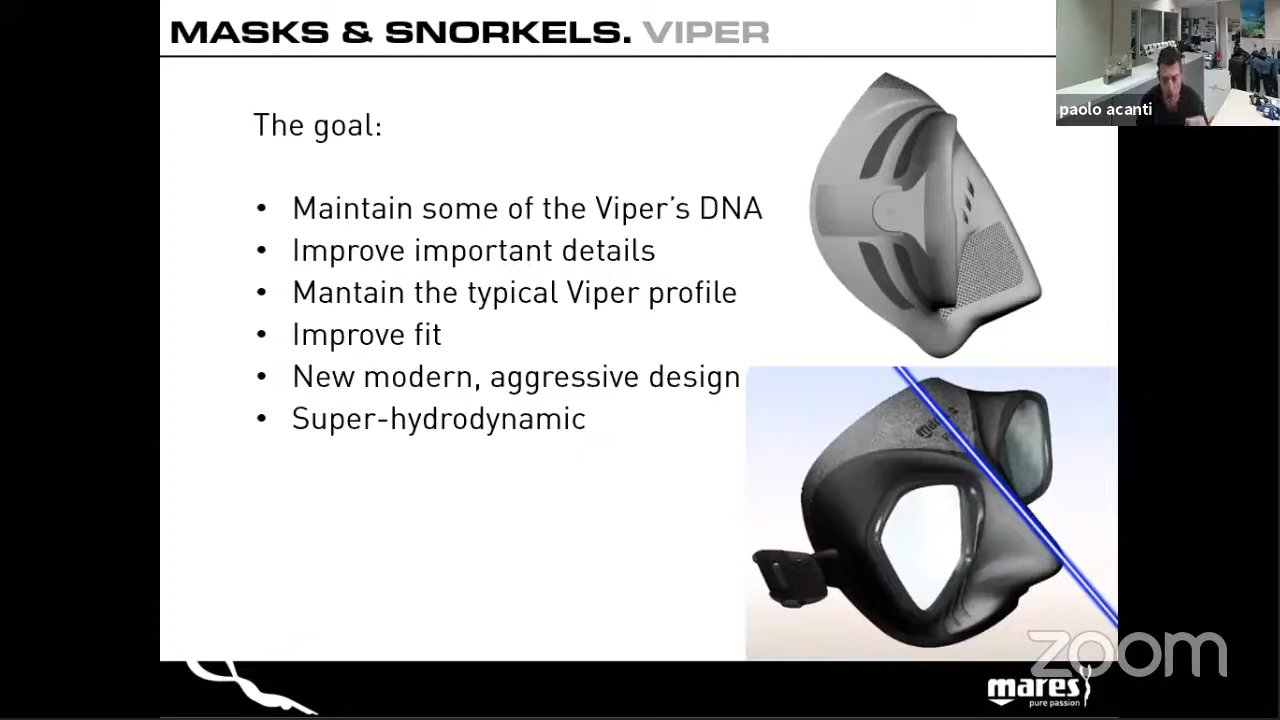 MASKS & SNORKELS. VIPER
paolo acanti
The goal:
• Maintain some of the Viper's DNA
• Improve important details
• Mantain the typical Viper profile
• Improve fit
• New modern, aggressive design
• Super-hydrodynamic
mares
zoom
mares
pure passion